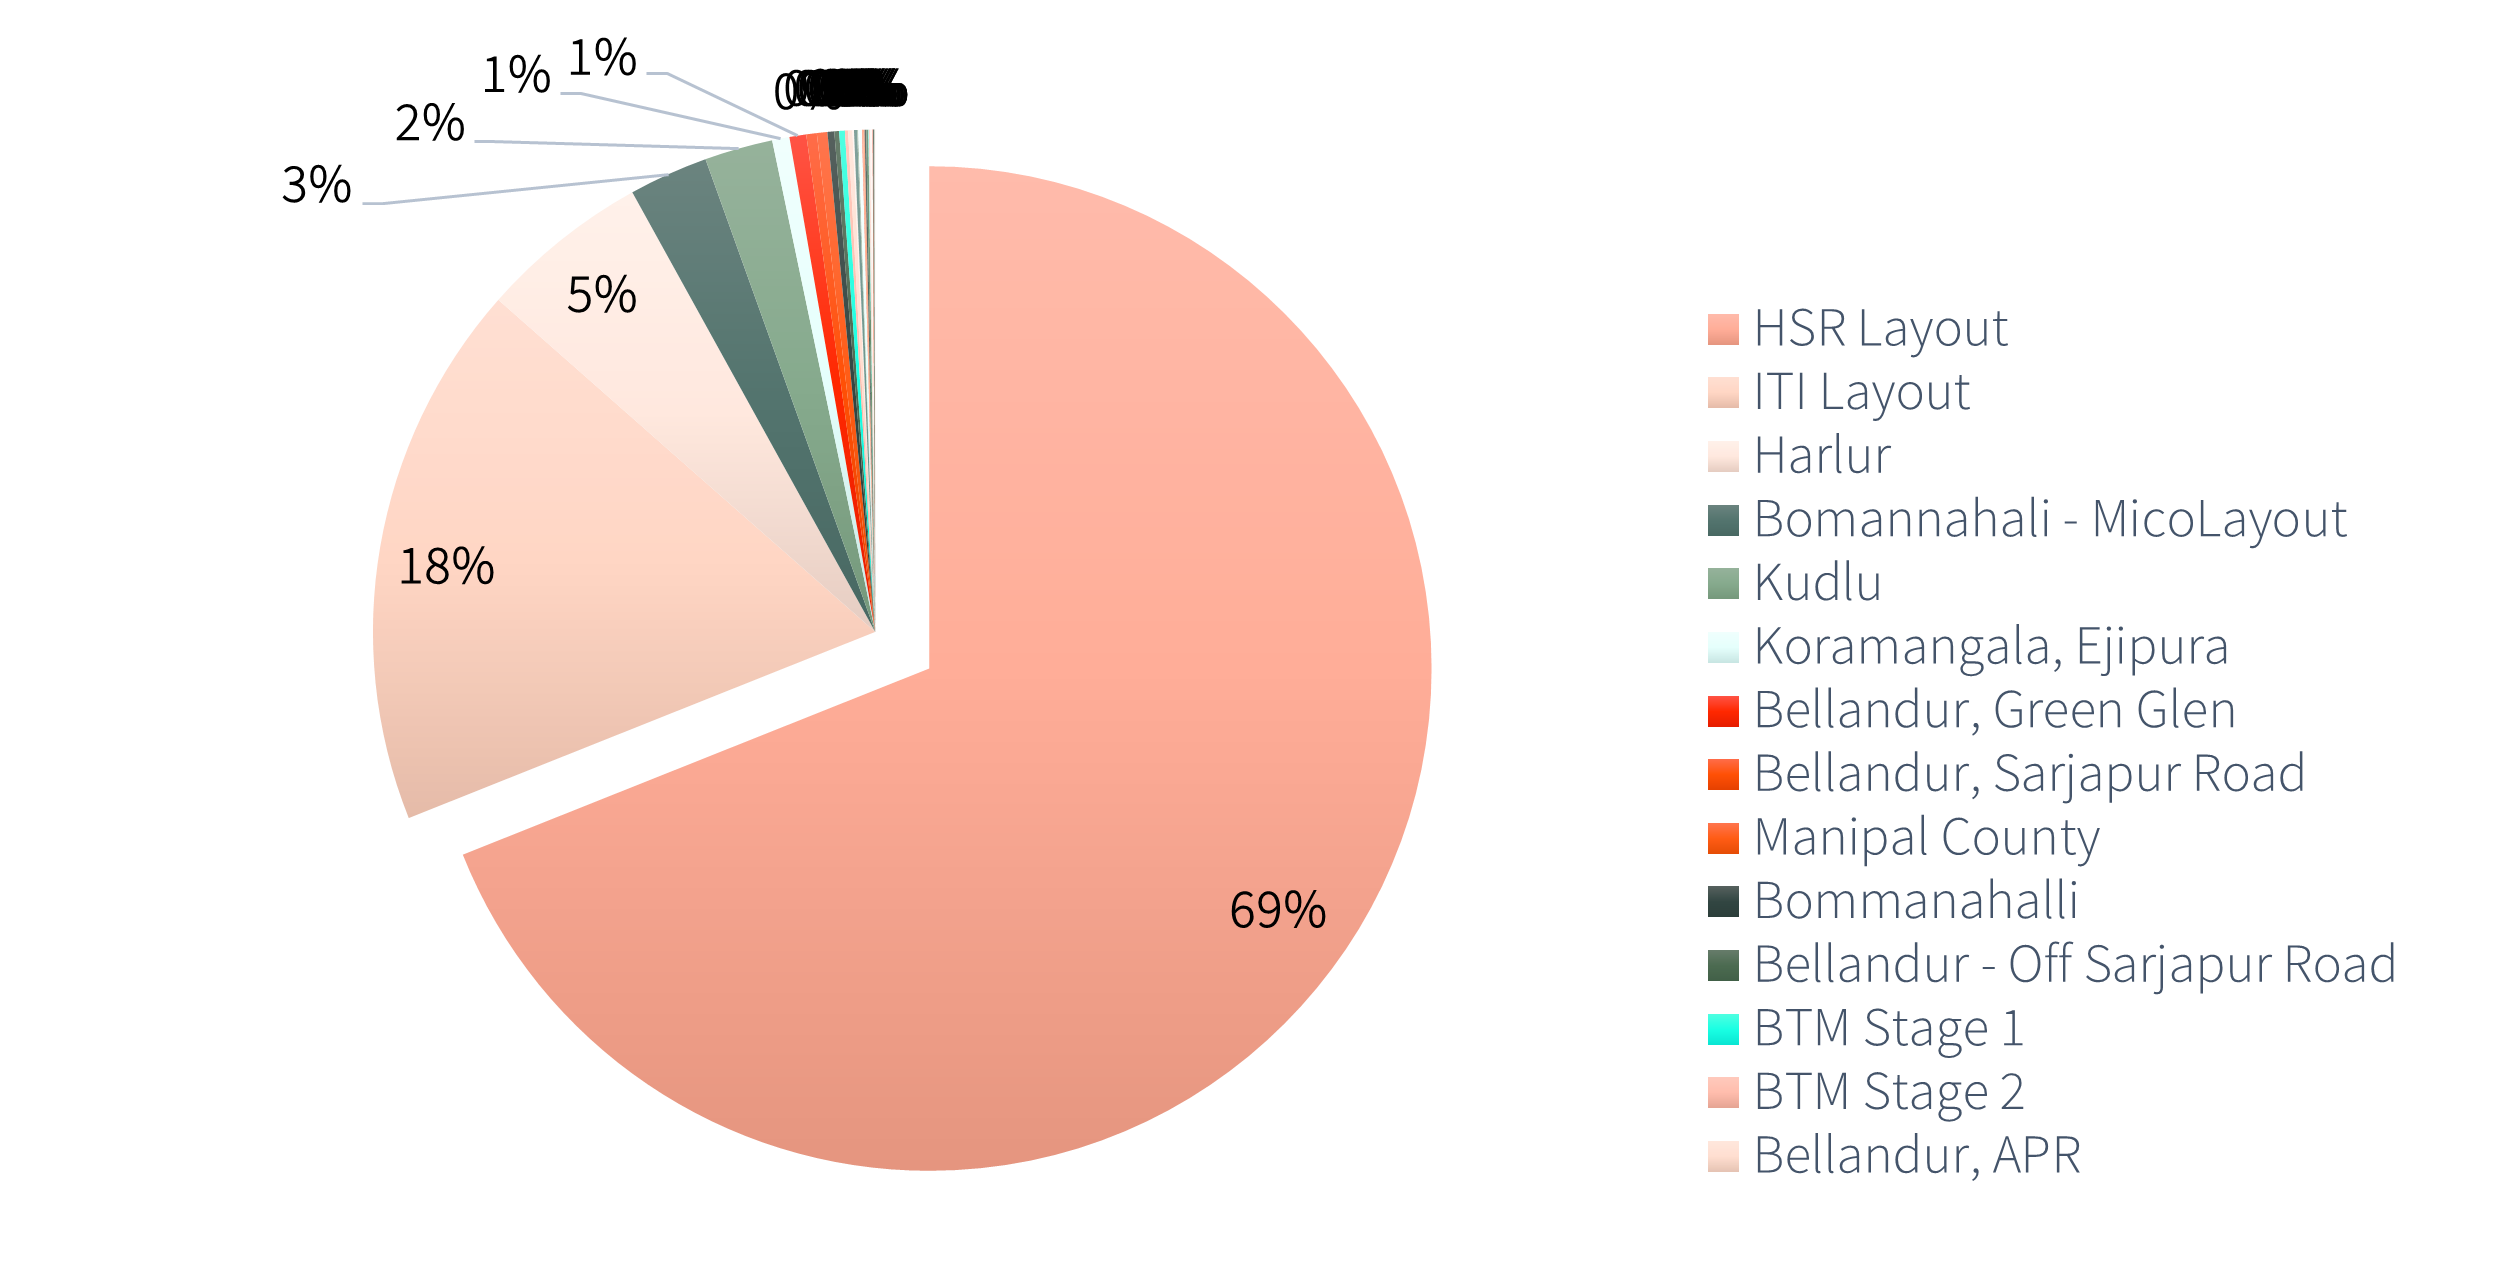 1%
1%
2%
3%
5%
18%
69%
HSR Layout
ITI Layout
Harlur
Bomannahali - MicoLayout
Kudlu
Koramangala, Ejipura
Bellandur, Green Glen
Bellandur, Sarjapur Road
Manipal County
Bommanahalli
Bellandur - Off Sarjapur Road
BTM Stage 1
BTM Stage 2
Bellandur, APR